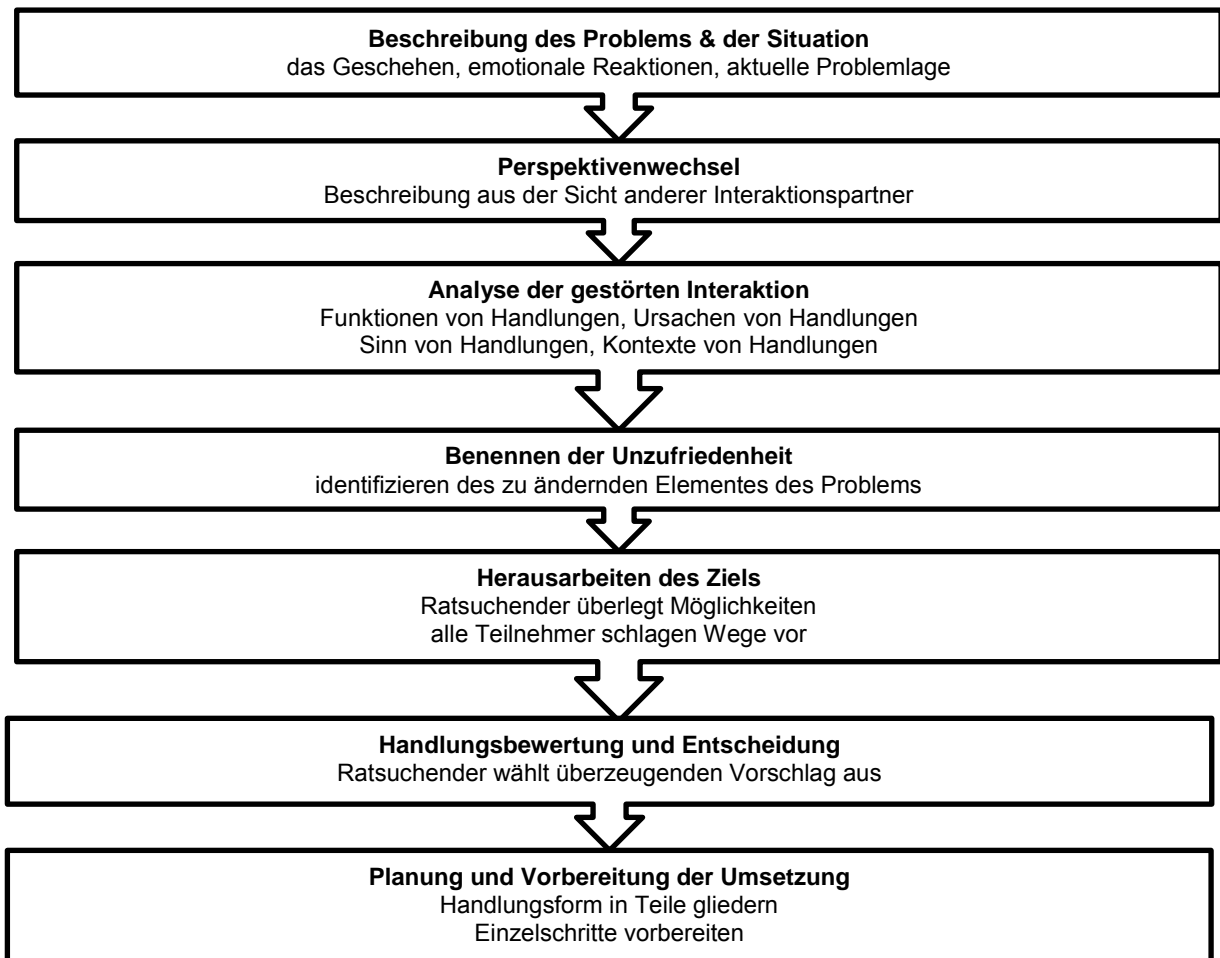 Beschreibung des Problems & der Situation
das Geschehen, emotionale Reaktionen, aktuelle Problemlage
Perspektivenwechsel
Beschreibung aus der Sicht anderer Interaktionspartner
Analyse der gestörten Interaktion
Funktionen von Handlungen, Ursachen von Handlungen
Sinn von Handlungen, Kontexte von Handlungen
Benennen der Unzufriedenheit
identifizieren des zu ändernden Elementes des Problems
Herausarbeiten des Ziels
Ratsuchender überlegt Möglichkeiten
alle Teilnehmer schlagen Wege vor
Handlungsbewertung und Entscheidung
Ratsuchender wählt überzeugenden Vorschlag aus
Planung und Vorbereitung der Umsetzung
Handlungsform in Teile gliedern
Einzelschritte vorbereiten